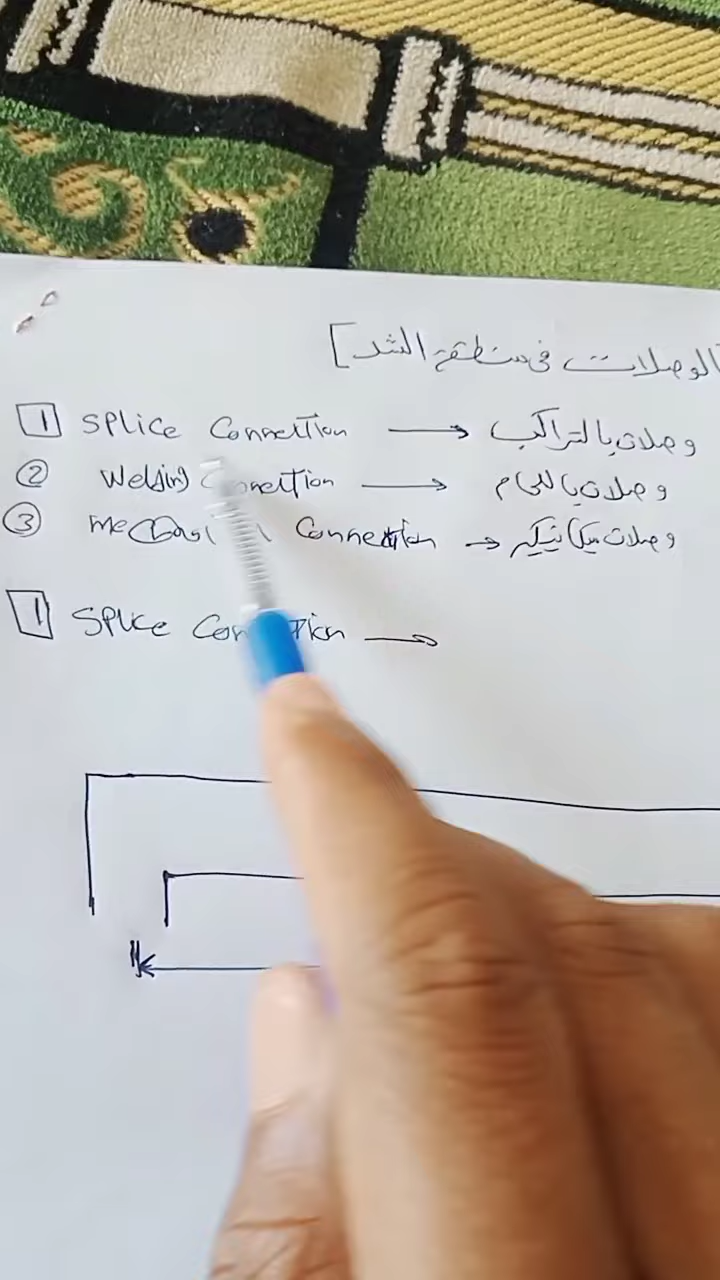 [الوصلات فى منطقة الشد]
1 Splice Connection → وصلات بالتراكب
2 Welding Connection → وصلات باللحام
3 Connection → وصلات ميكانيكية
1 Splice Connection →